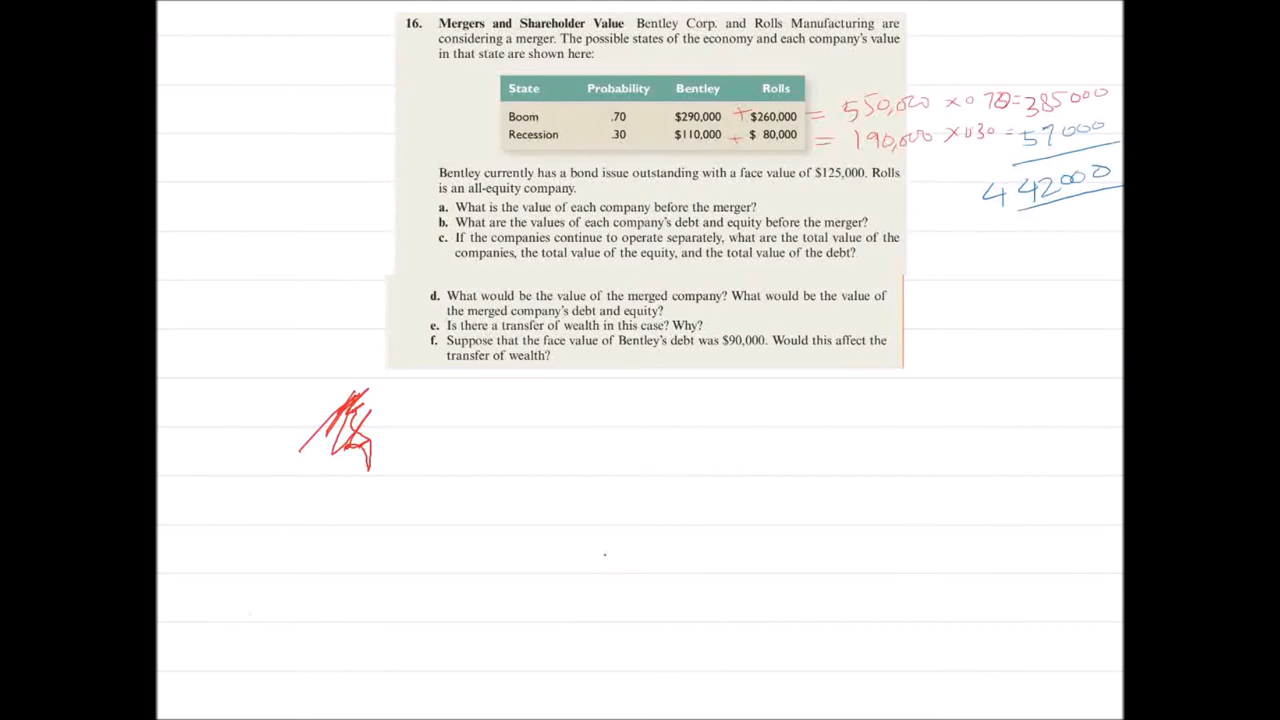 16. Mergers and Shareholder Value Bentley Corp. and Rolls Manufacturing are
considering a merger. The possible states of the economy and each company's value
in that state are shown here:
State Probability Bentley Rolls
Boom .70 $290,000 + $260,000 = 550,000 × 0 70 = 385000
Recession .30 $110,000 + $ 80,000 = 190,000 × 030 = 57000
442000
Bentley currently has a bond issue outstanding with a face value of $125,000. Rolls
is an all-equity company.
a. What is the value of each company before the merger?
b. What are the values of each company's debt and equity before the merger?
c. If the companies continue to operate separately, what are the total value of the
companies, the total value of the equity, and the total value of the debt?
d. What would be the value of the merged company? What would be the value of
the merged company's debt and equity?
e. Is there a transfer of wealth in this case? Why?
f. Suppose that the face value of Bentley's debt was $90,000. Would this affect the
transfer of wealth?